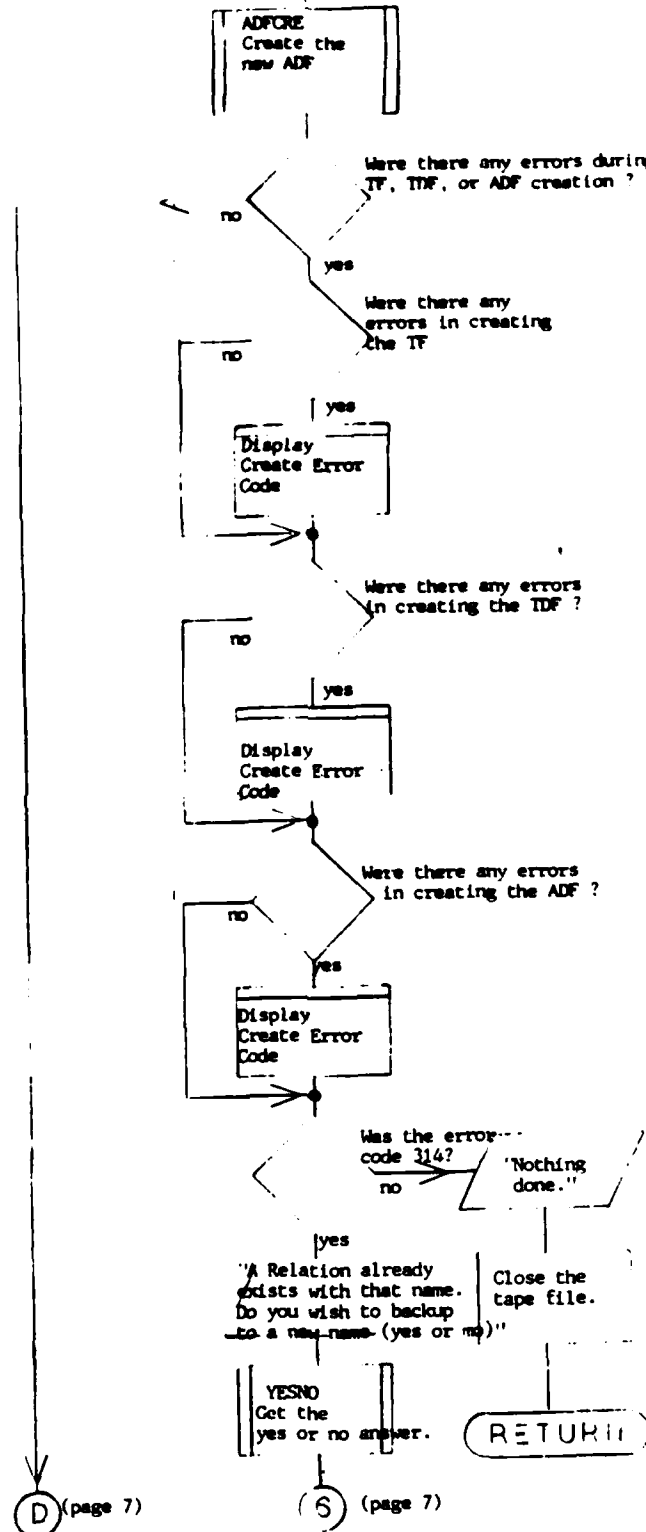 ADFCRE
Create the
new ADF
Were there any errors during
TF, TDF, or ADF creation ?
no
yes
Were there any
errors in creating
the TF
no
yes
Display
Create Error
Code
Were there any errors
in creating the TDF ?
no
yes
Display
Create Error
Code
Were there any errors
in creating the ADF ?
no
yes
Display
Create Error
Code
Was the error
code 314?
no
"Nothing
done."
yes
"A Relation already
exists with that name.
Do you wish to backup
to a new name (yes or no)"
Close the
tape file.
YESNO
Get the
yes or no answer.
RETURN
D (page 7)
(page 7)